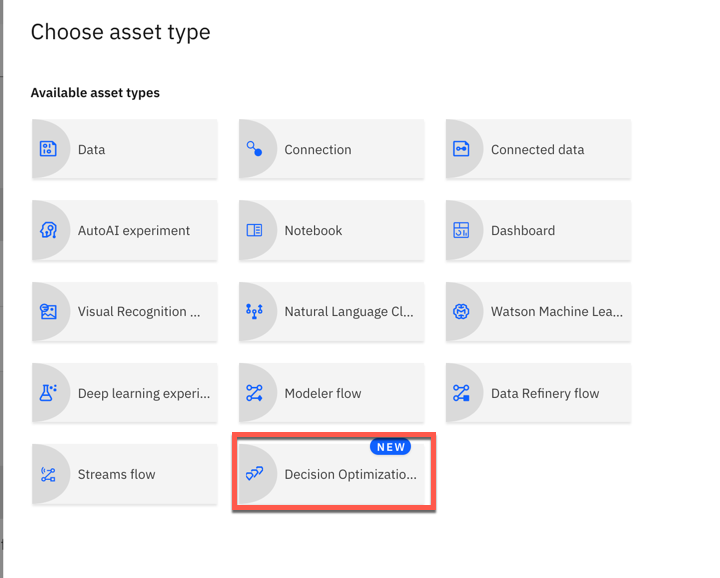 Choose asset type
Available asset types
Data
Connection
Connected data
AutoAI experiment
Notebook
Dashboard
Visual Recognition ...
Natural Language Cl...
Watson Machine Lea...
Deep learning experi...
Modeler flow
Data Refinery flow
NEW
Streams flow
Decision Optimizatio...